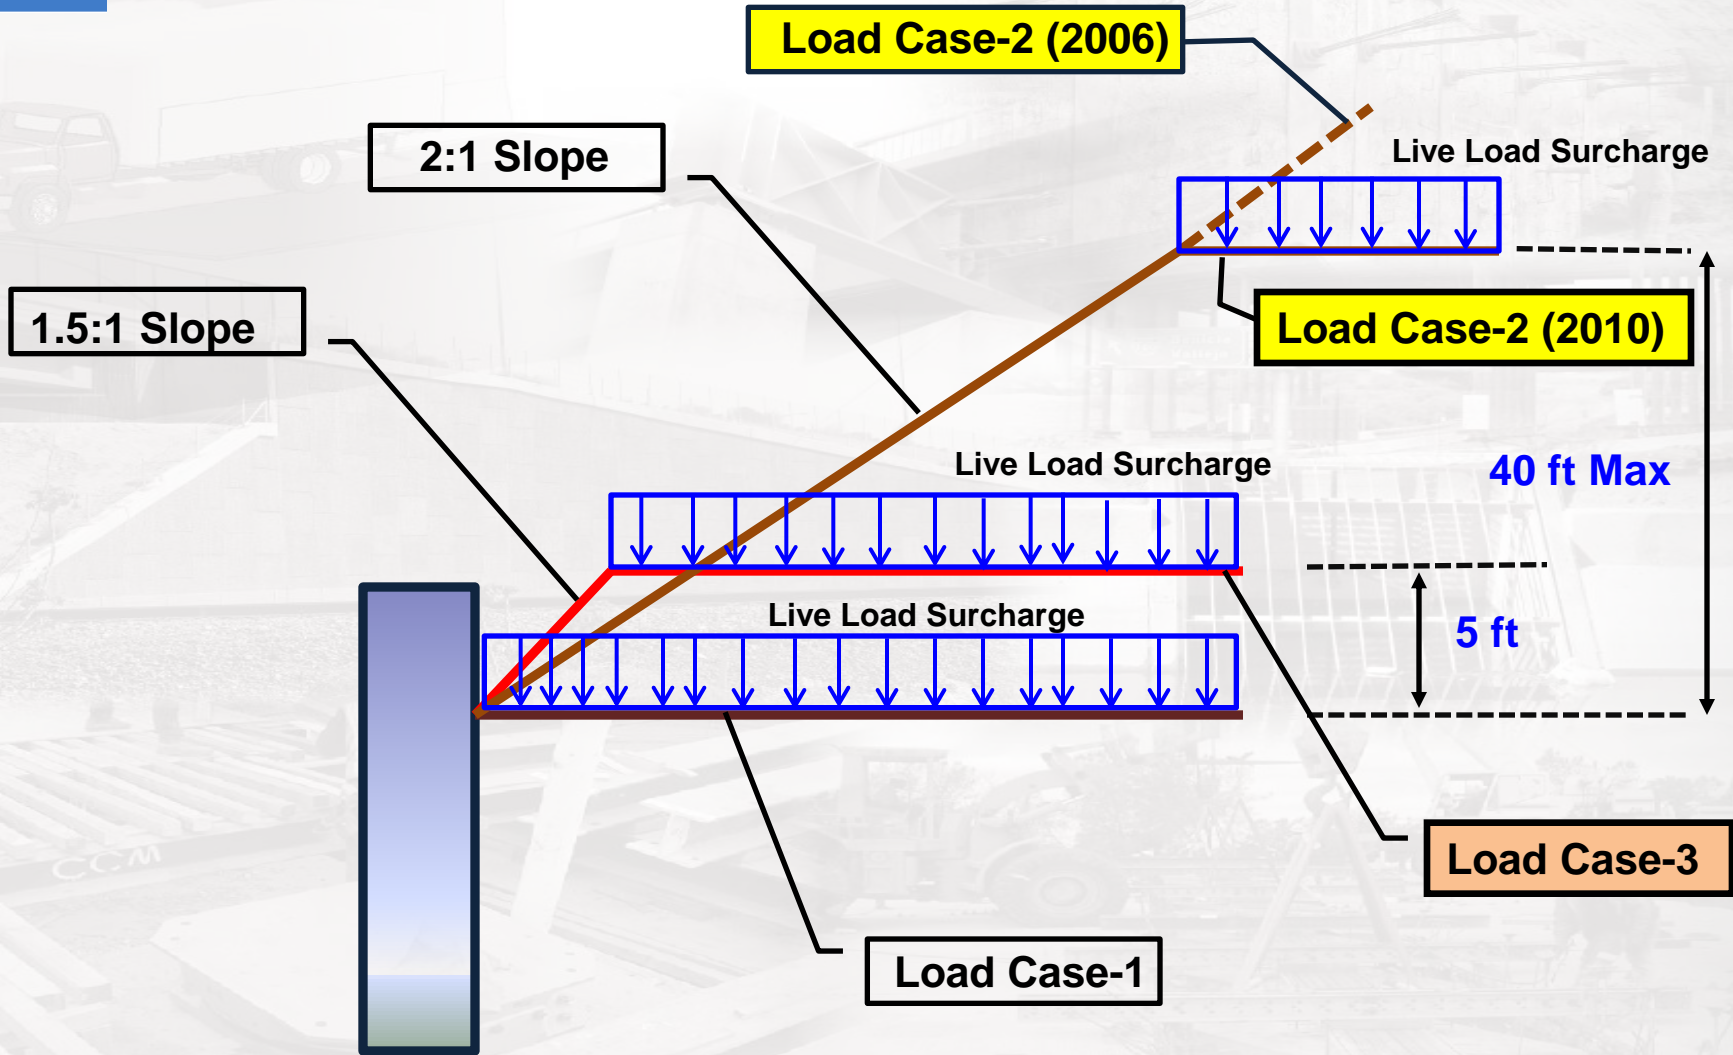 Load Case-2 (2006)
2:1 Slope
Live Load Surcharge
1.5:1 Slope
Load Case-2 (2010)
Live Load Surcharge
40 ft Max
Live Load Surcharge
5 ft
Load Case-3
CCM
Load Case-1